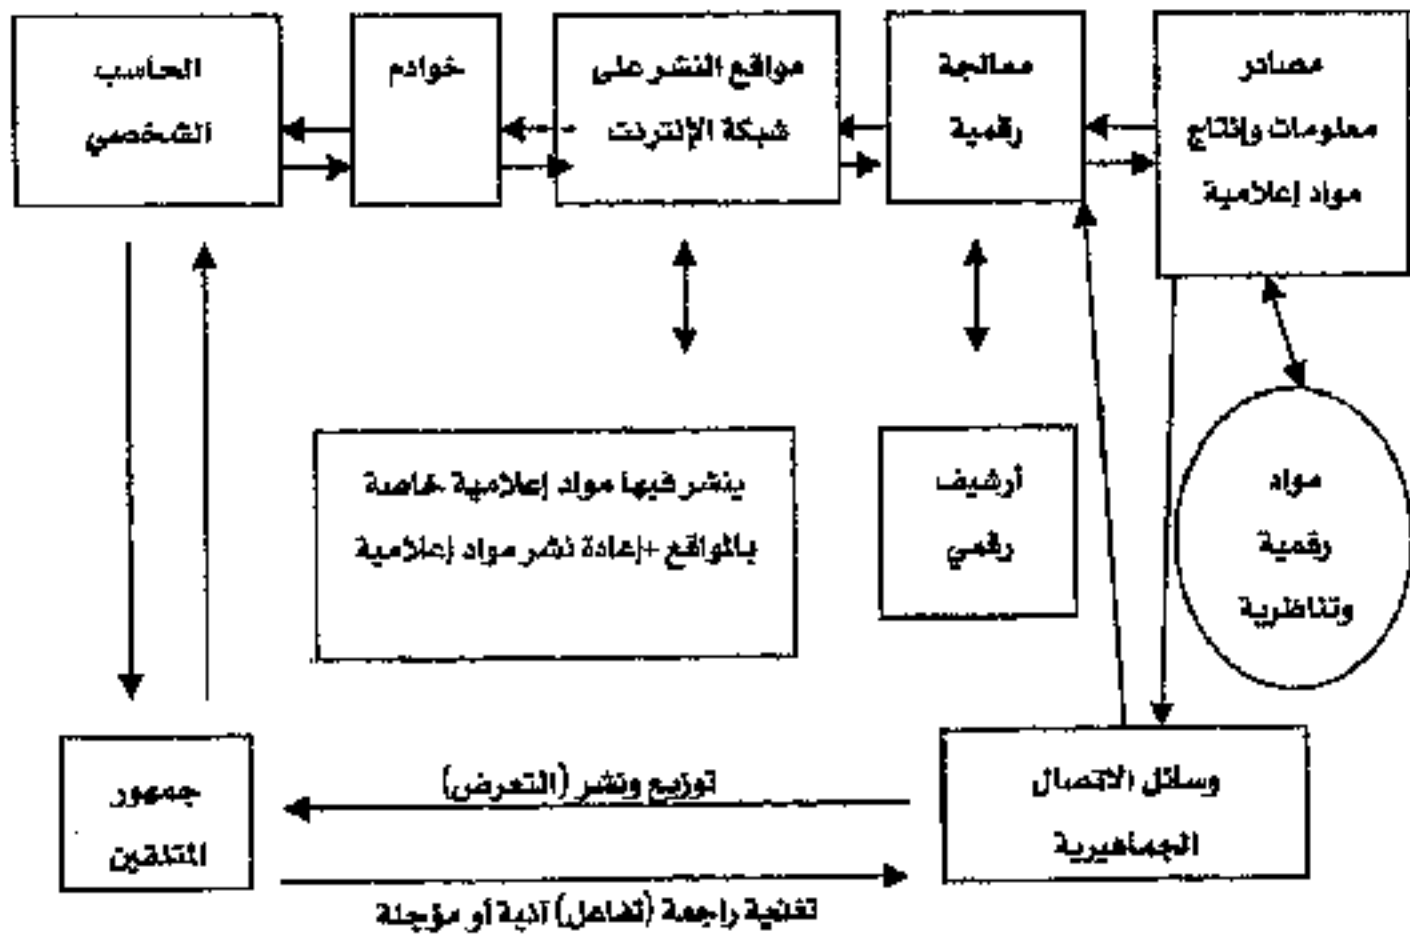 مصادر
معلومات وإنتاج
مواد إعلامية
معالجة
رقمية
مواقع النشر على
شبكة الإنترنت
خوادم
الحاسب
الشخصي
مواد
رقمية
وتناظرية
أرشيف
رقمي
ينشر فيها مواد إعلامية خاصة
بالمواقع +إعادة نشر مواد إعلامية
وسائل الاتصال
الجماهيرية
توزيع ونشر (التعرض)
جمهور
المتلقين
تغذية راجعة (تفاعل) آنية أو مؤجلة